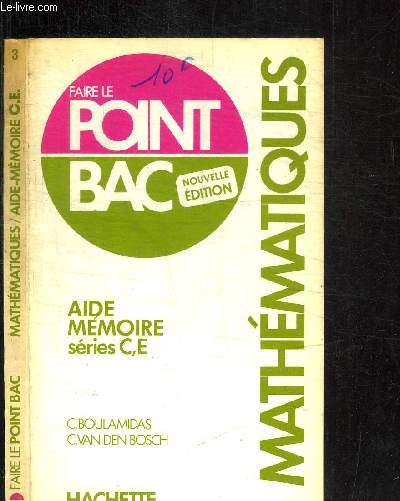 Le-livre.com
3
MATHÉMATIQUES / AIDE-MÉMOIRE C.E.
FAIRE LE POINT BAC
10F
FAIRE LE
POINT
BAC
NOUVELLE
ÉDITION
AIDE
MÉMOIRE
séries C,E
C.BOULAMIDAS
C.VAN DEN BOSCH
HACHETTE
MATHÉMATIQUES